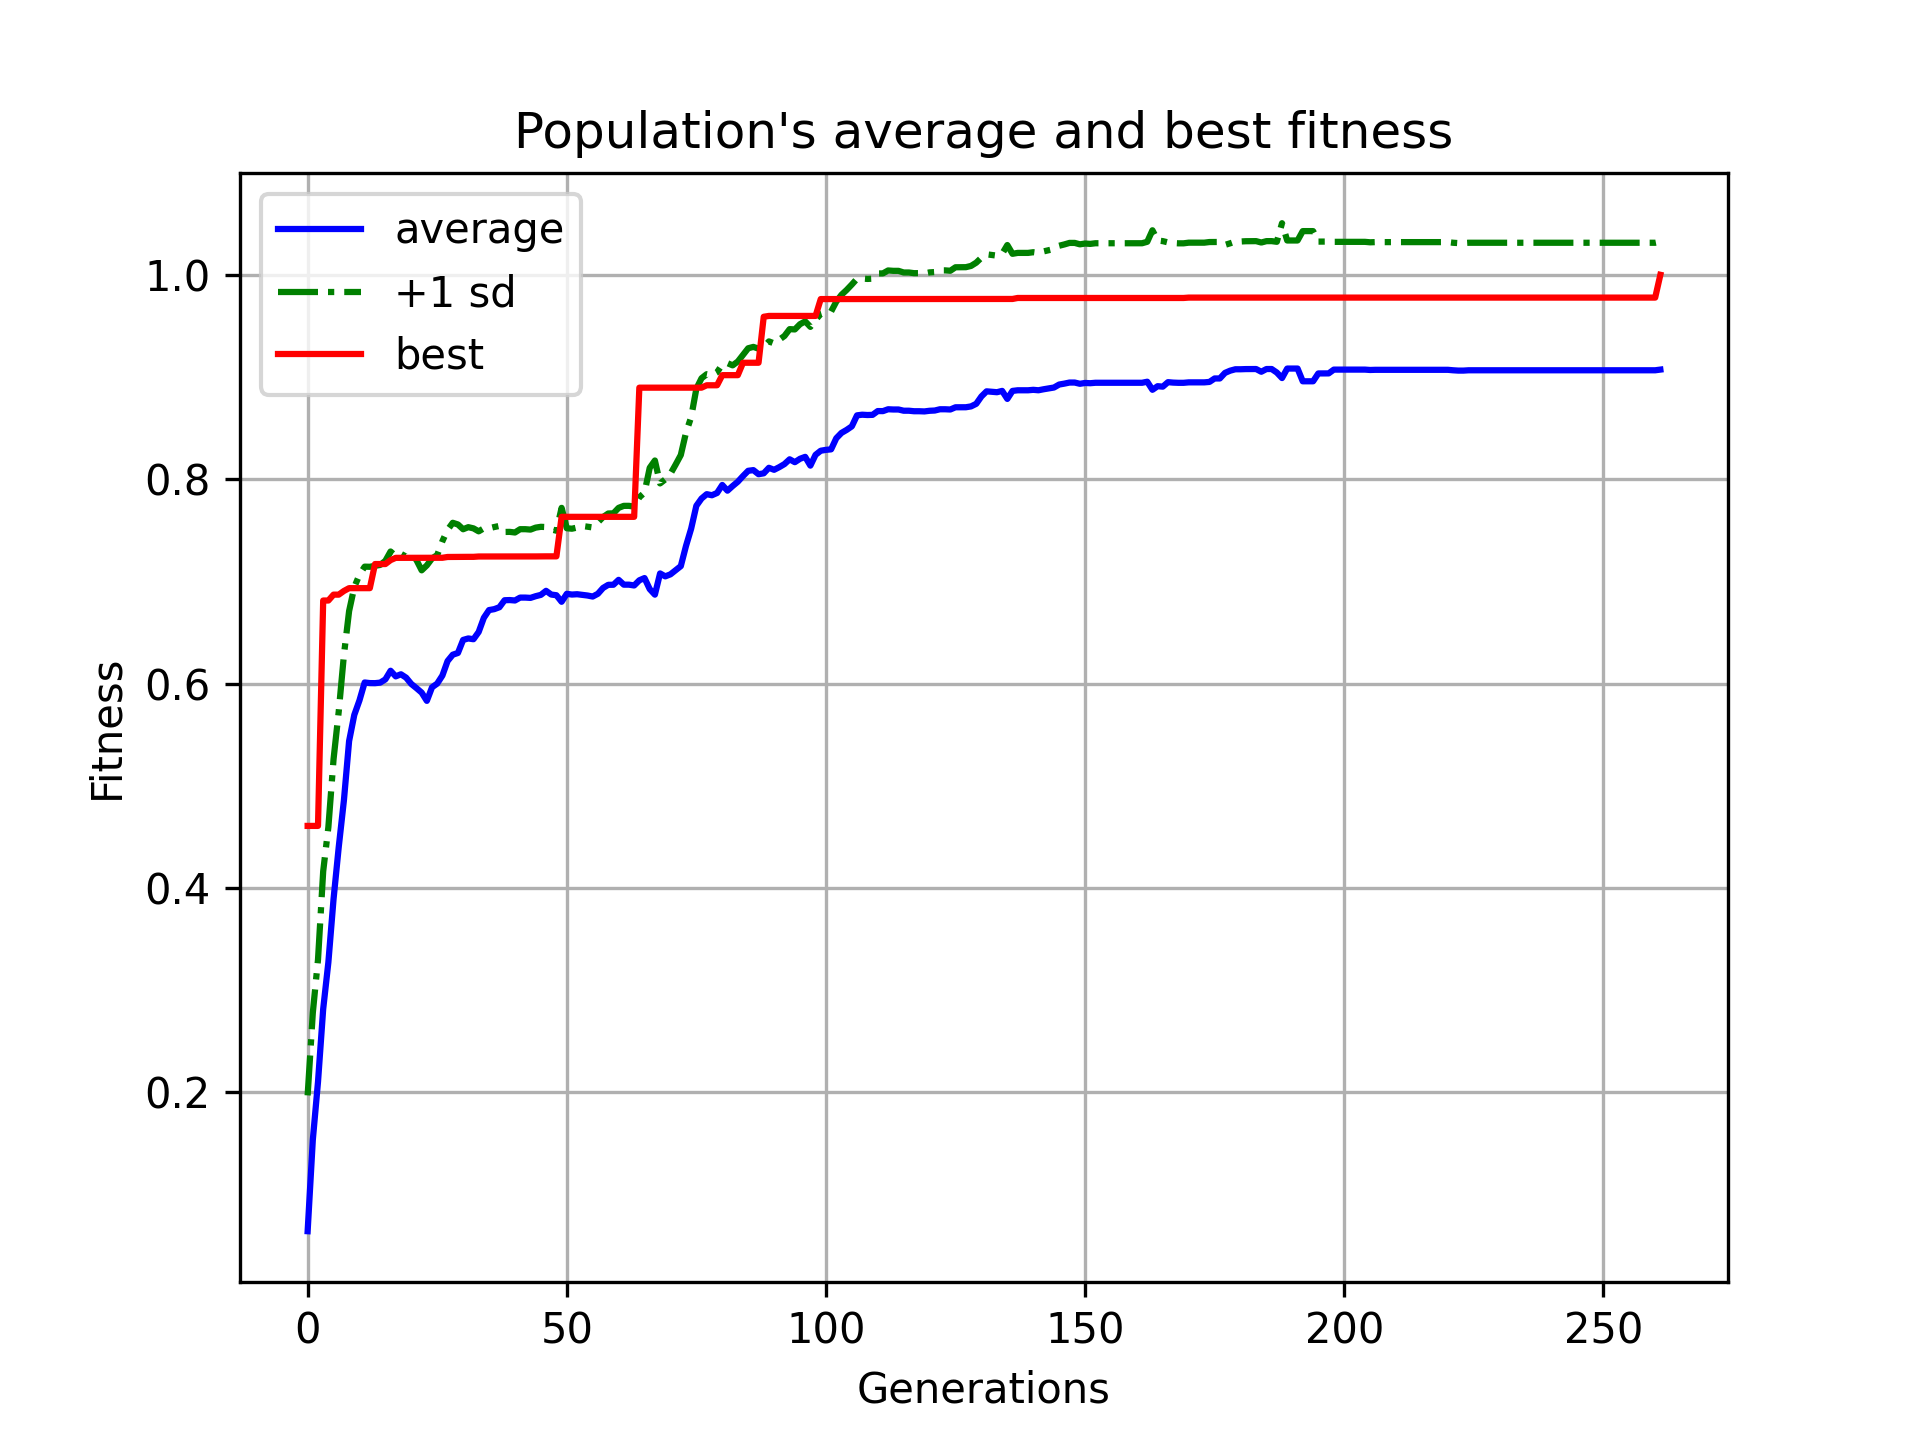 Population's average and best fitness
average
+1 sd
best
Fitness
1.0
0.8
0.6
0.4
0.2
0 50 100 150 200 250
Generations